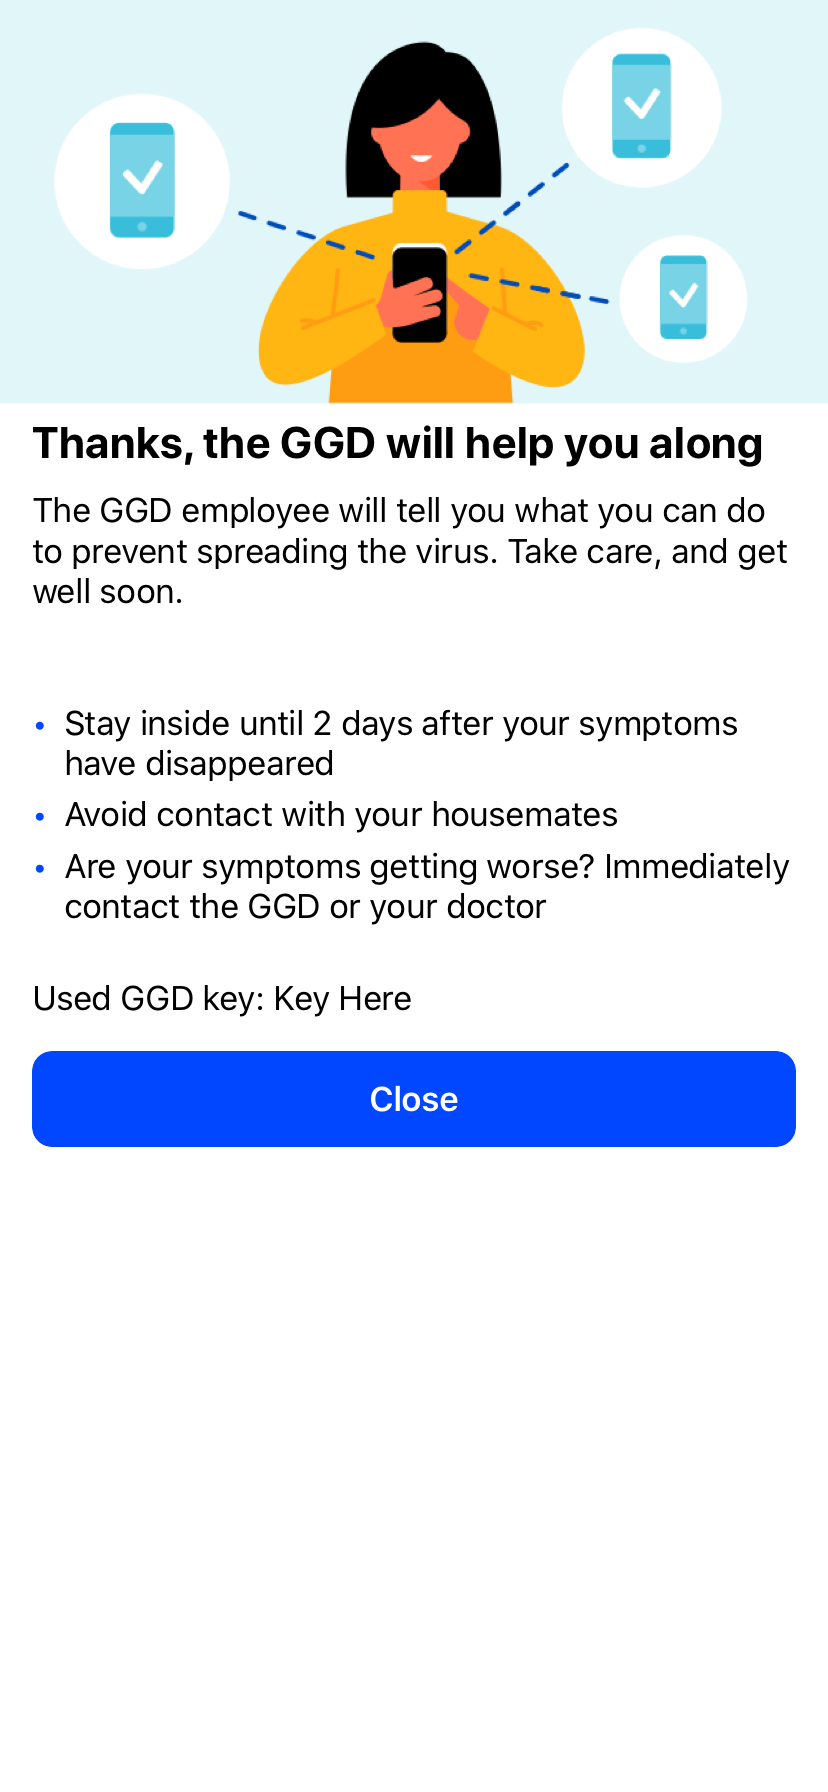 Thanks, the GGD will help you along
The GGD employee will tell you what you can do
to prevent spreading the virus. Take care, and get
well soon.
• Stay inside until 2 days after your symptoms
have disappeared
• Avoid contact with your housemates
• Are your symptoms getting worse? Immediately
contact the GGD or your doctor
Used GGD key: Key Here
Close